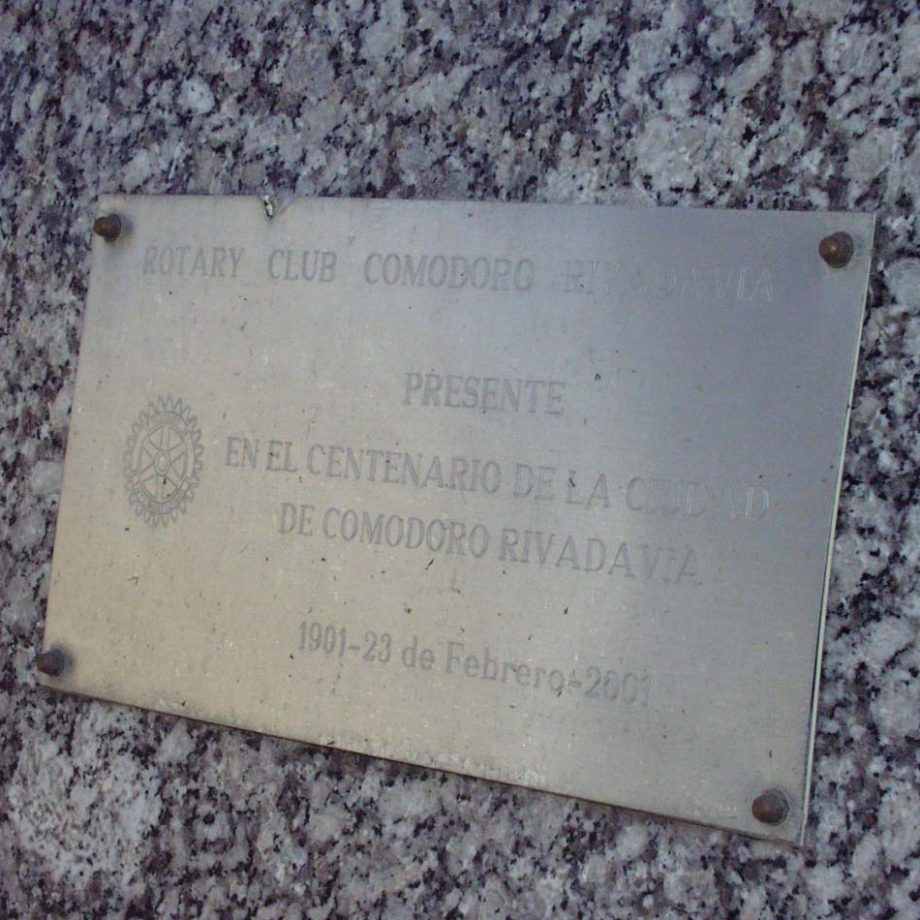 ROTARY CLUB COMODORO RIVADAVIA
PRESENTE
EN EL CENTENARIO DE LA CIUDAD
DE COMODORO RIVADAVIA
1901-23 de Febrero-2001